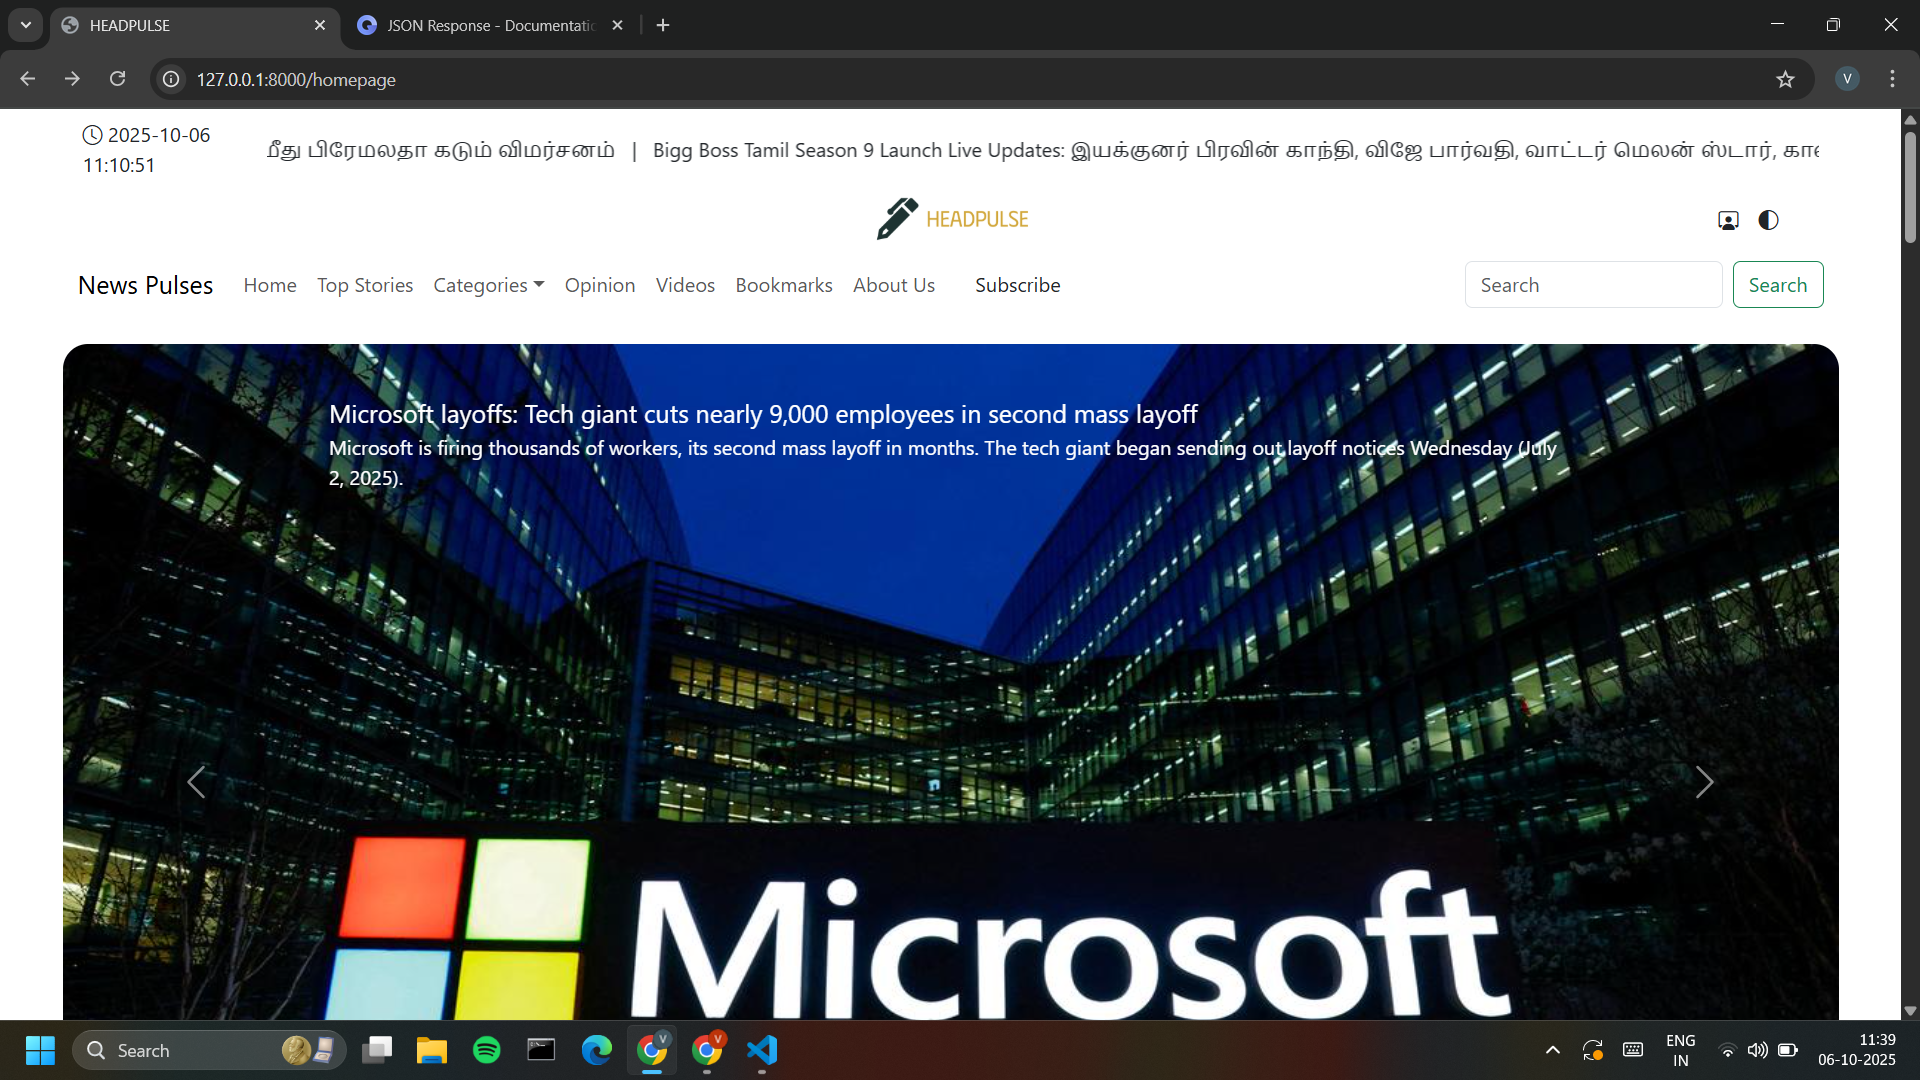 HEADPULSE
JSON Response - Documentatio
127.0.0.1:8000/homepage
V
2025-10-06
11:10:51
மீது பிரேமலதா கடும் விமர்சனம் | Bigg Boss Tamil Season 9 Launch Live Updates: இயக்குனர் பிரவின் காந்தி, விஜே பார்வதி, வாட்டர் மெலன் ஸ்டார், கா
HEADPULSE
News Pulses Home Top Stories Categories Opinion Videos Bookmarks About Us Subscribe Search Search
Microsoft layoffs: Tech giant cuts nearly 9,000 employees in second mass layoff
Microsoft is firing thousands of workers, its second mass layoff in months. The tech giant began sending out layoff notices Wednesday (July
2, 2025).
Microsoft
Search
V
V
ENG
IN
11:39
06-10-2025